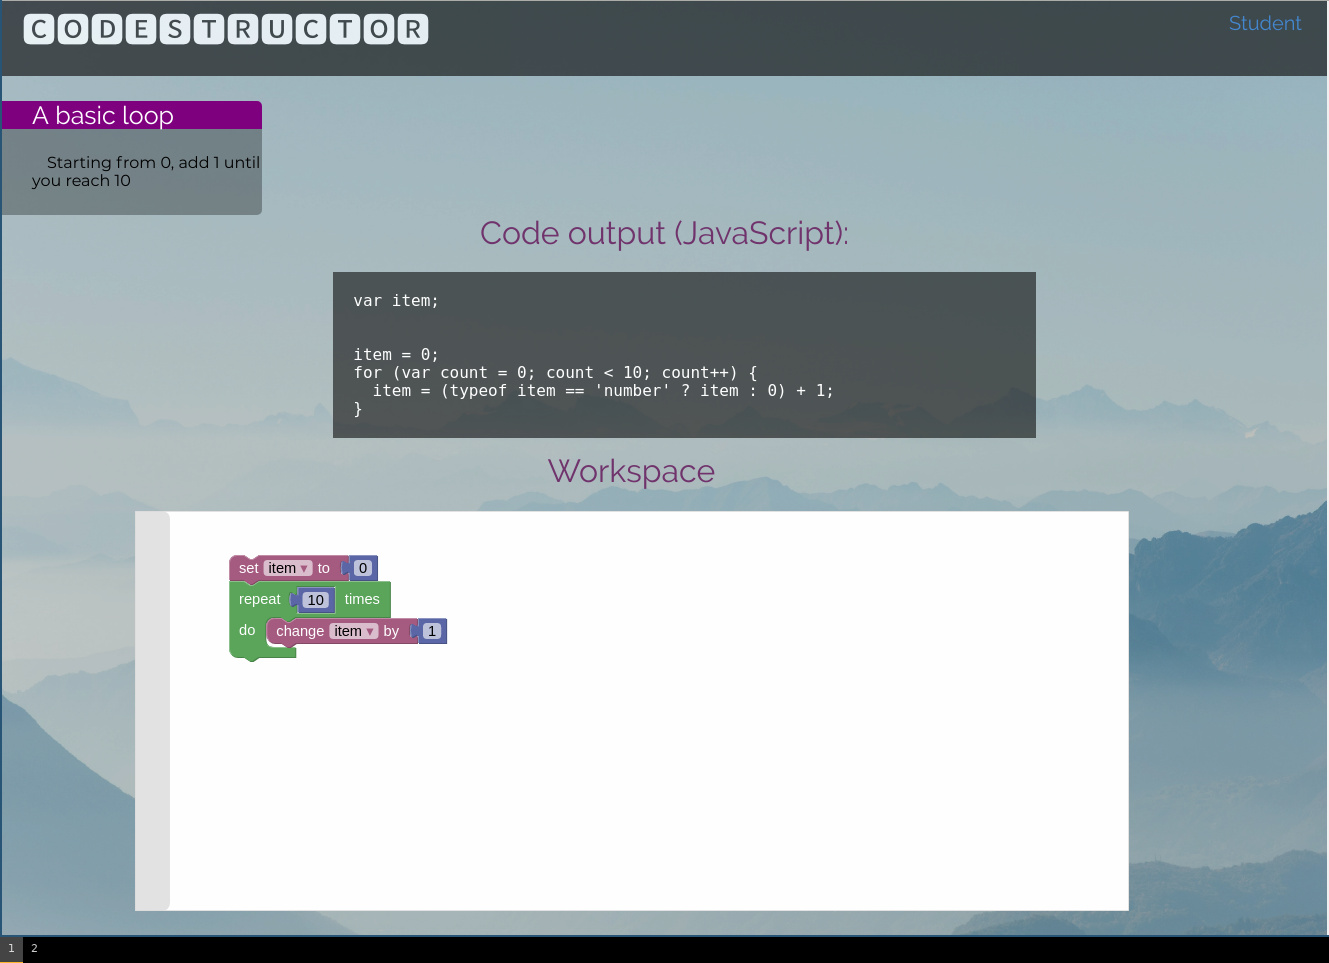 CODESTRUCTOR
Student
A basic loop
Starting from 0, add 1 until
you reach 10
Code output (JavaScript):
var item;
item = 0;
for (var count = 0; count < 10; count++) {
  item = (typeof item == 'number' ? item : 0) + 1;
}
Workspace
set item ▾ to 0
repeat 10 times
do change item ▾ by 1
1 2